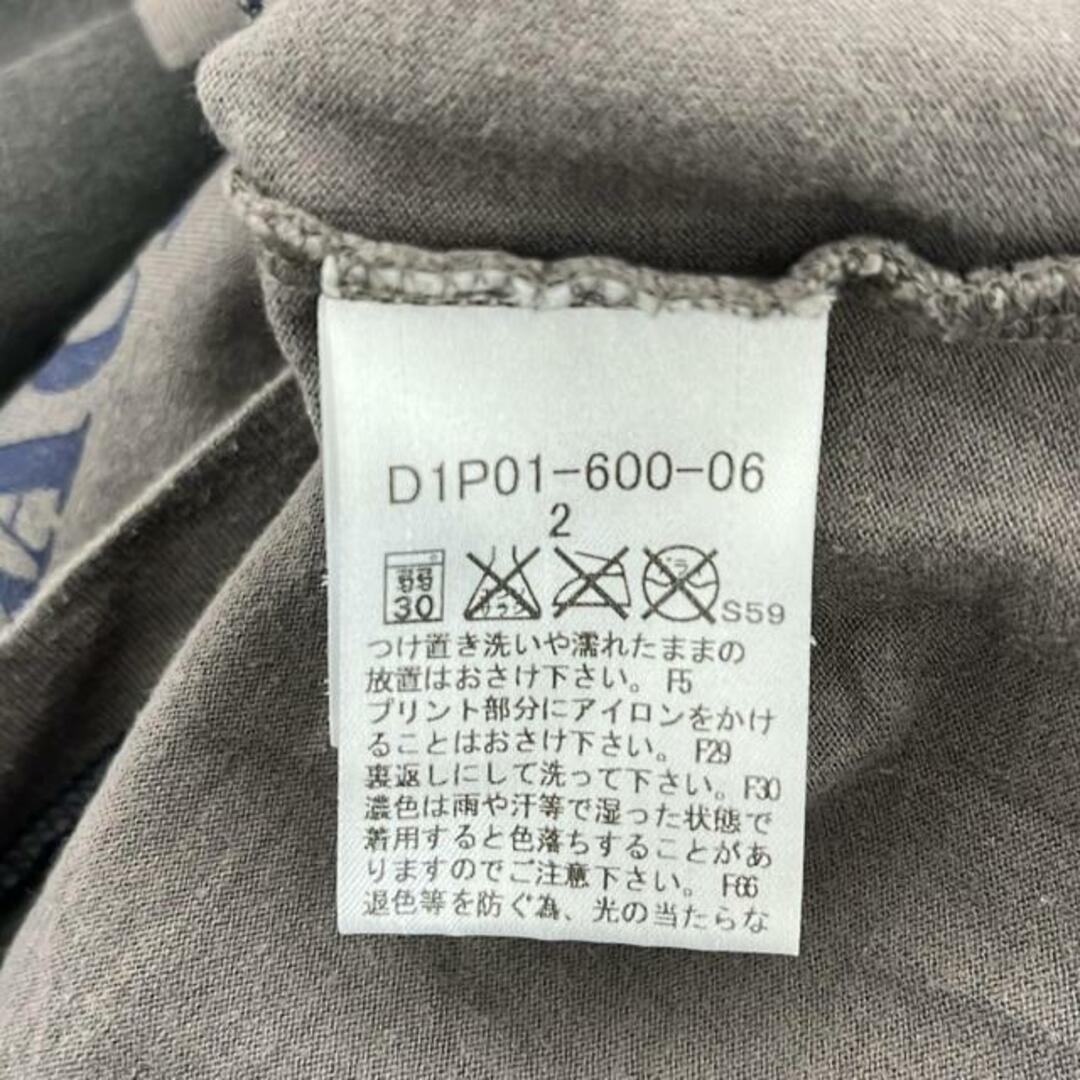 D1P01-600-06
2
弱
30
S59
つけ置き洗いや濡れたままの
放置はおさけ下さい。 F5
プリント部分にアイロンをかけ
ることはおさけ下さい。 F29
裏返しにして洗って下さい。F30
濃色は雨や汗等で湿った状態で
着用すると色落ちすることがあ
りますのでご注意下さい。 F66
退色等を防ぐ為、光の当たらな